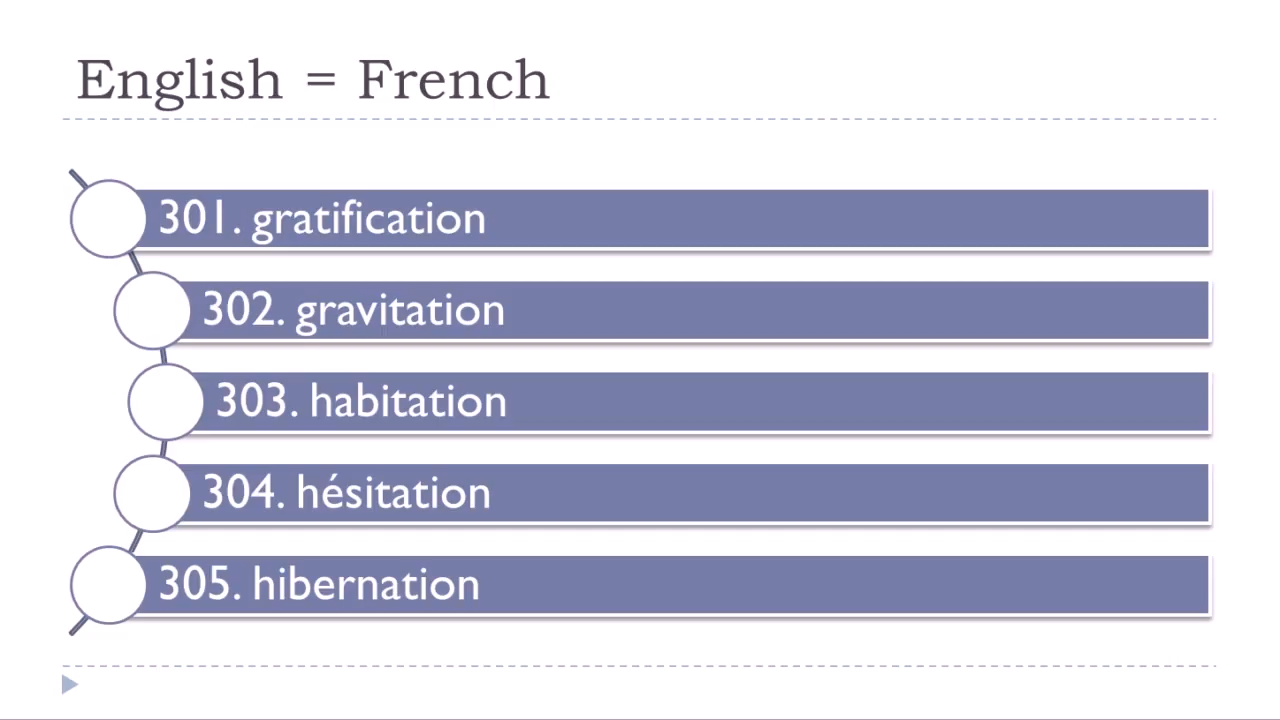 English = French
301. gratification
302. gravitation
303. habitation
304. hésitation
305. hibernation